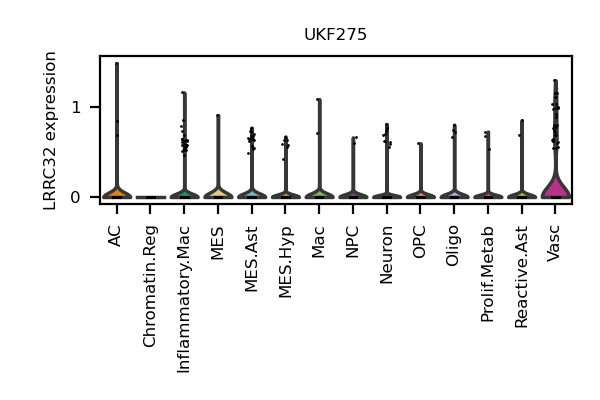 UKF275
LRRC32 expression
1
0
AC
Chromatin.Reg
Inflammatory.Mac
MES
MES.Ast
MES.Hyp
Mac
NPC
Neuron
OPC
Oligo
Prolif.Metab
Reactive.Ast
Vasc